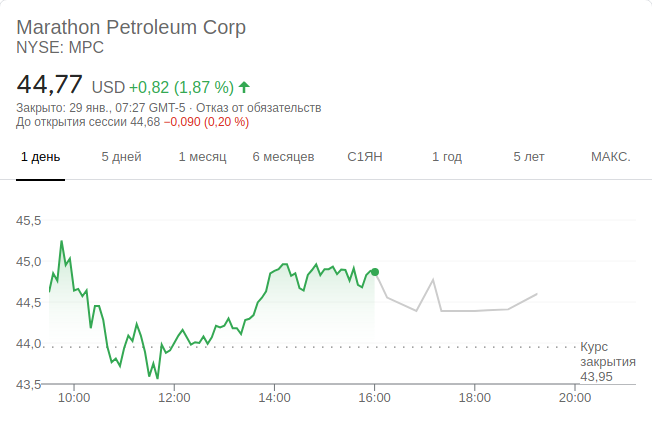 Marathon Petroleum Corp
NYSE: MPC
44,77 USD +0,82 (1,87 %)
Закрыто: 29 янв., 07:27 GMT-5 · Отказ от обязательств
До открытия сессии 44,68 −0,090 (0,20 %)
1 день 5 дней 1 месяц 6 месяцев С1ЯН 1 год 5 лет МАКС.
45,5
45,0
44,5
44,0
43,5
Курс
закрытия
43,95
10:00 12:00 14:00 16:00 18:00 20:00